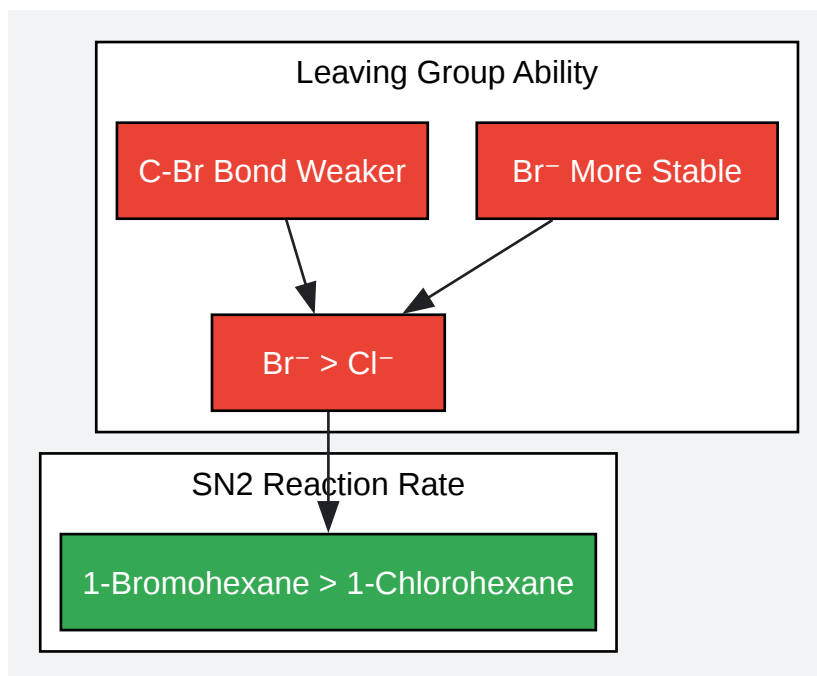 Leaving Group Ability
C-Br Bond Weaker
Br⁻ More Stable
Br⁻ > Cl⁻
SN2 Reaction Rate
1-Bromohexane > 1-Chlorohexane